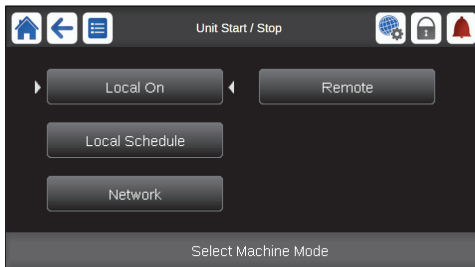 Unit Start / Stop
Local On
Remote
Local Schedule
Network
Select Machine Mode